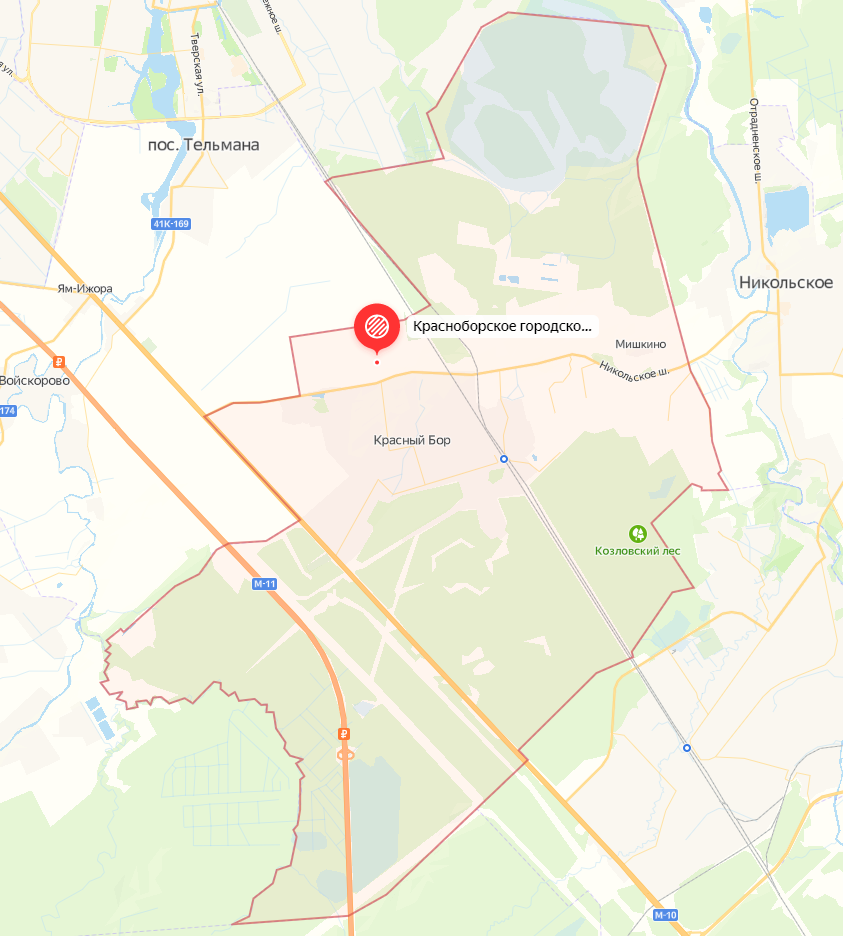 Тверская ул.
Отрадненское ш.
пос. Тельмана
41К-169
Никольское
Ям-Ижора
Красноборское городско...
Мишкино
Никольское ш.
Войскорово
174
Красный Бор
Козловский лес
М-11
М-10